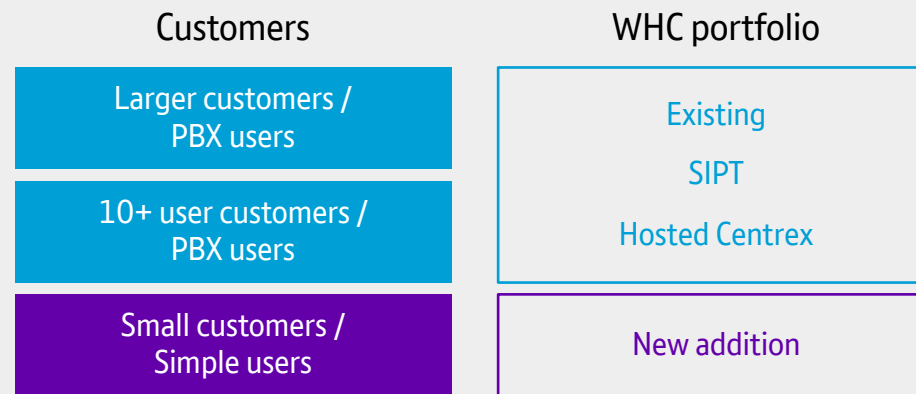 Customers
WHC portfolio
Larger customers /
PBX users
10+ user customers /
PBX users
Small customers /
Simple users
Existing
SIPT
Hosted Centrex
New addition